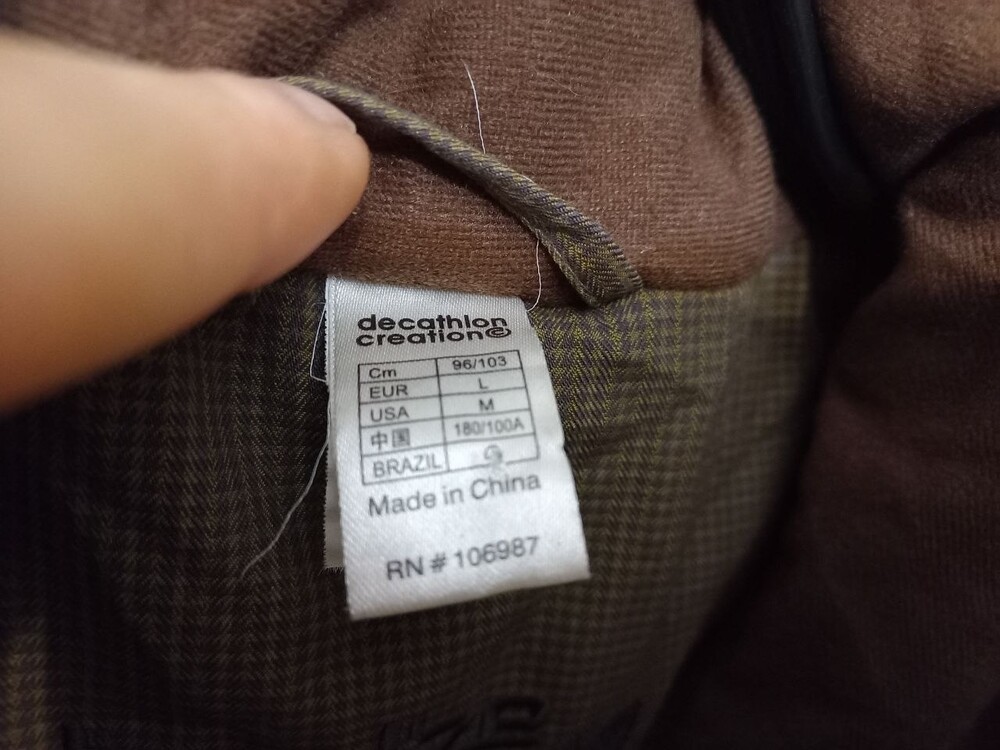 decathlon
creation©
Cm 96/103
EUR L
USA M
中国 180/100A
BRAZIL G
Made in China
RN # 106987